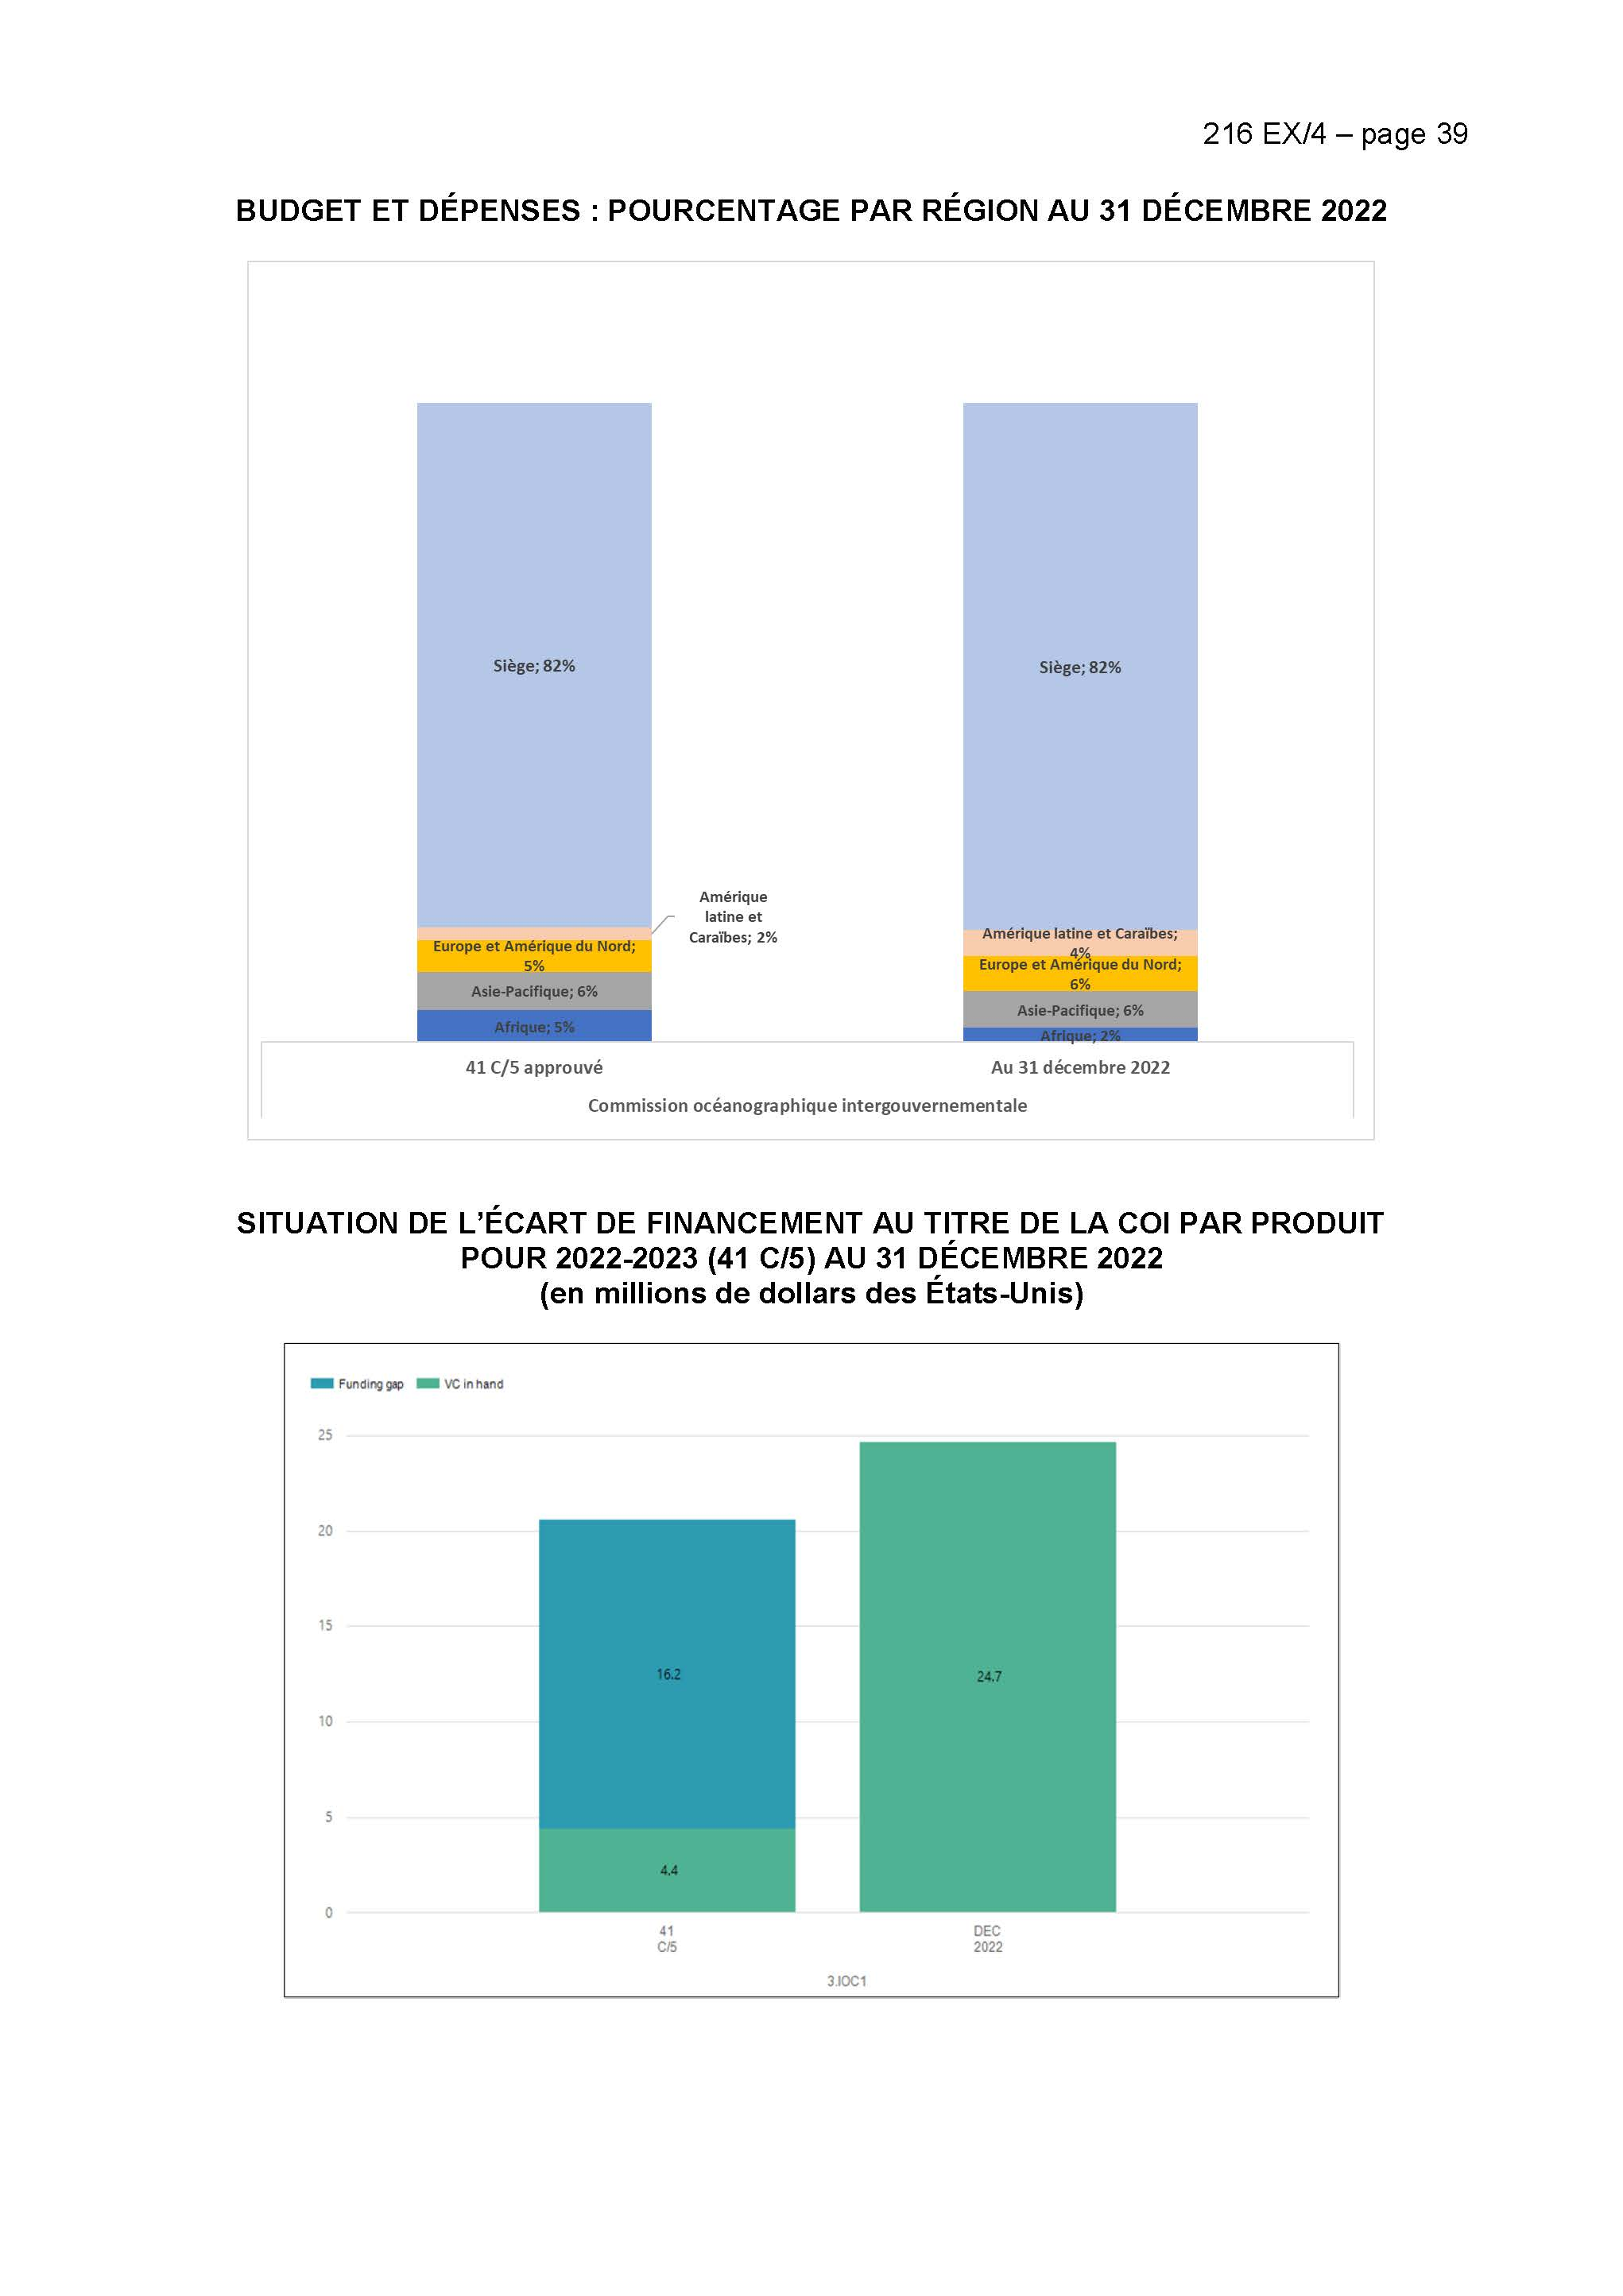 216 EX/4 – page 39
BUDGET ET DÉPENSES : POURCENTAGE PAR RÉGION AU 31 DÉCEMBRE 2022
Siège; 82%
Siège; 82%
Amérique
latine et
Caraïbes; 2%
Amérique latine et Caraïbes;
4%
Europe et Amérique du Nord;
5%
Europe et Amérique du Nord;
6%
Asie-Pacifique; 6%
Asie-Pacifique; 6%
Afrique; 5%
Afrique; 2%
41 C/5 approuvé
Au 31 décembre 2022
Commission océanographique intergouvernementale
SITUATION DE L’ÉCART DE FINANCEMENT AU TITRE DE LA COI PAR PRODUIT
POUR 2022-2023 (41 C/5) AU 31 DÉCEMBRE 2022
(en millions de dollars des États-Unis)
Funding gap
VC in hand
25
20
15
10
5
0
16.2
24.7
4.4
41
C/5
DEC
2022
3.IOC1